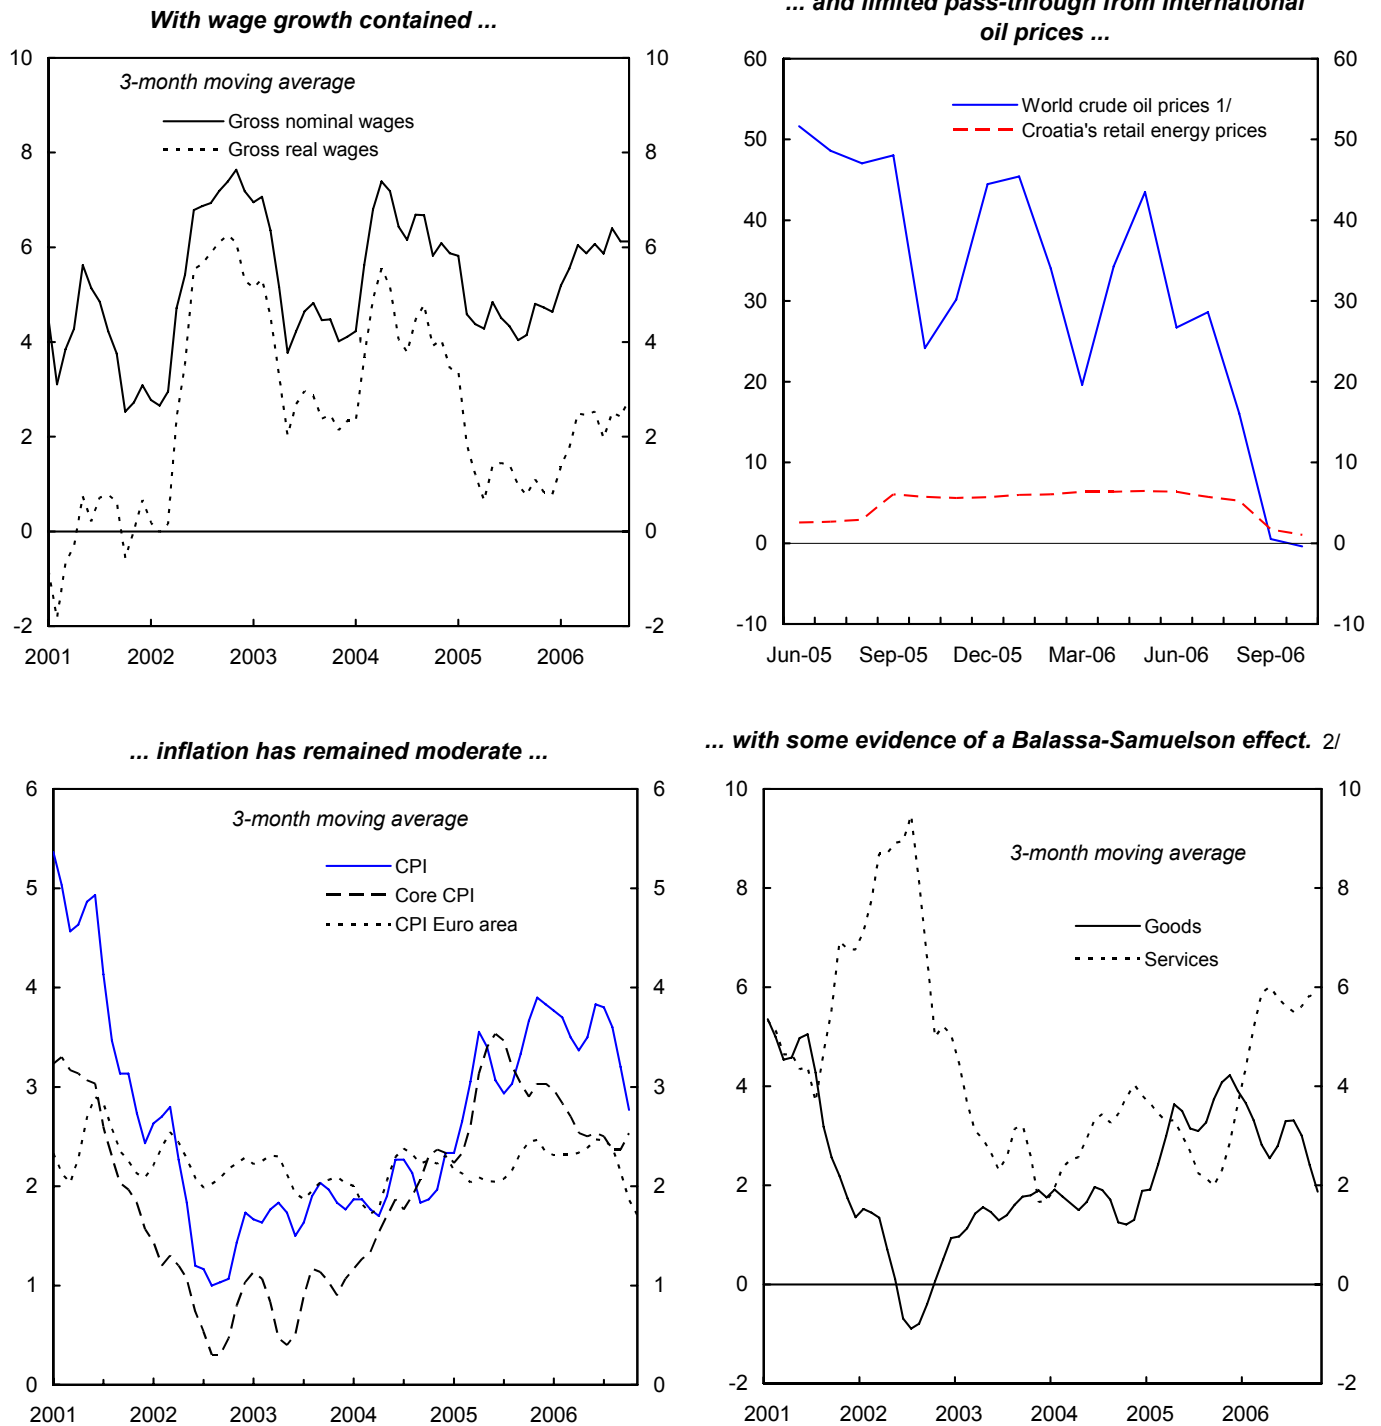 With wage growth contained ...
10
10
3-month moving average
Gross nominal wages
Gross real wages
8
8
6
6
4
4
2
2
0
0
-2
-2
2001 2002 2003 2004 2005 2006
... and limited pass-through from international
oil prices ...
60
60
World crude oil prices 1/
Croatia's retail energy prices
50
50
40
40
30
30
20
20
10
10
0
0
-10
-10
Jun-05 Sep-05 Dec-05 Mar-06 Jun-06 Sep-06
... inflation has remained moderate ...
6
6
3-month moving average
CPI
Core CPI
CPI Euro area
5
5
4
4
3
3
2
2
1
1
0
0
2001 2002 2003 2004 2005 2006
... with some evidence of a Balassa-Samuelson effect. 2/
10
10
3-month moving average
8
8
Goods
Services
6
6
4
4
2
2
0
0
-2
-2
2001 2002 2003 2004 2005 2006